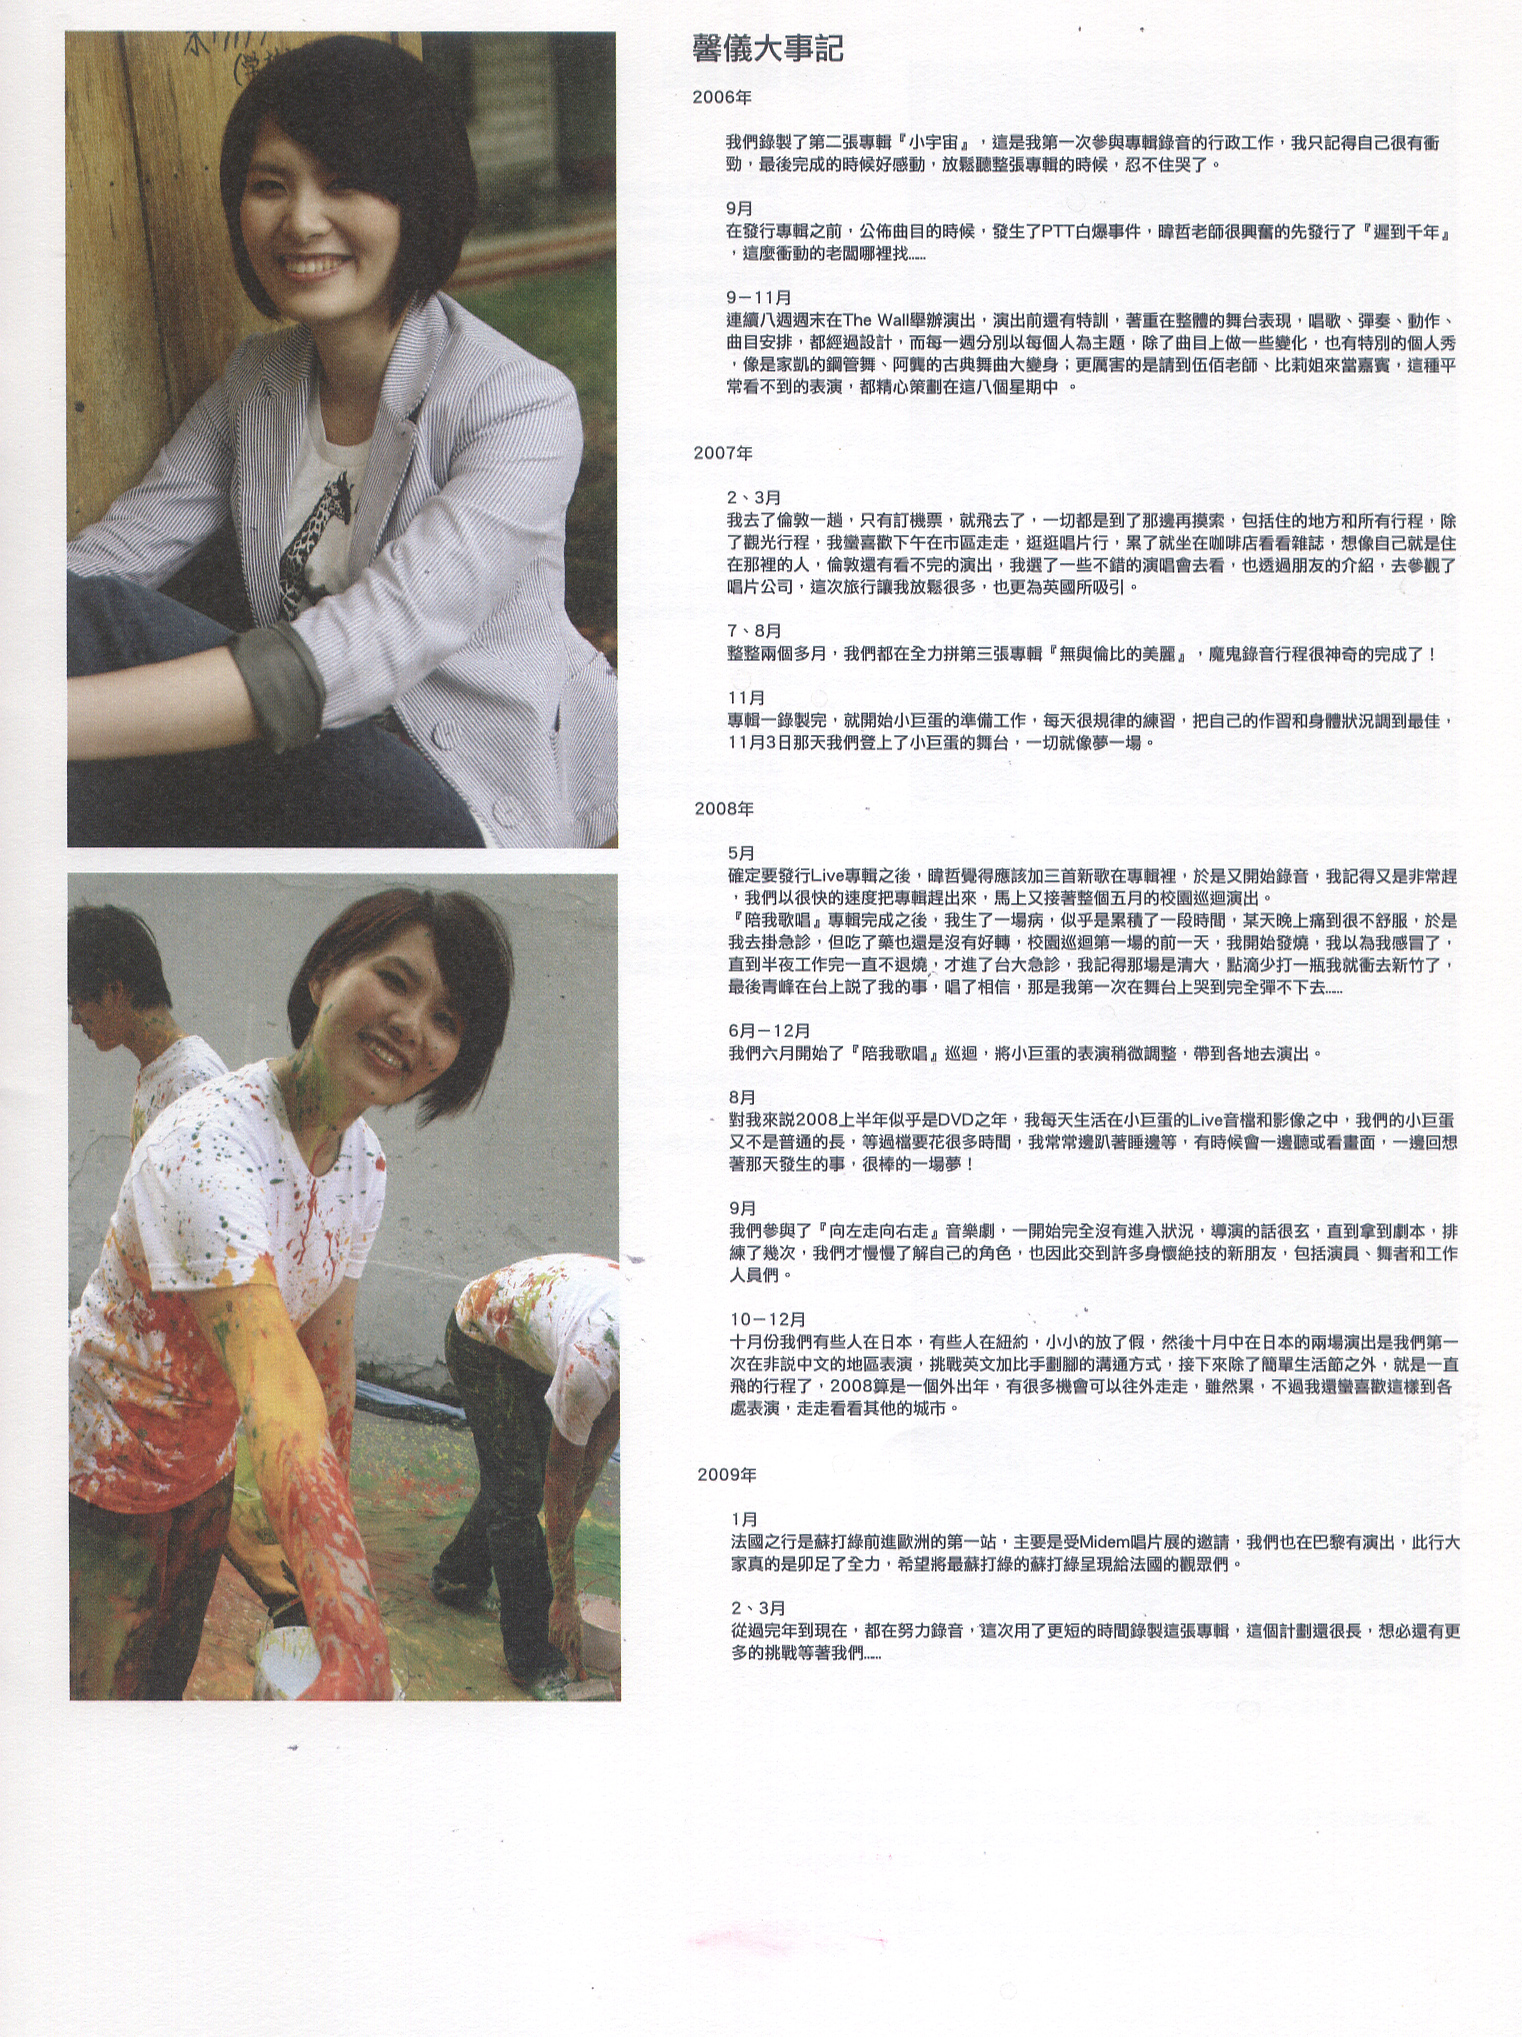 馨儀大事記
2006年
我們錄製了第二張專輯『小宇宙』，這是我第一次參與專輯錄音的行政工作，我只記得自己很有衝
勁，最後完成的時候好感動，放鬆聽整張專輯的時候，忍不住哭了。
9月
在發行專輯之前，公佈曲目的時候，發生了PTT白爆事件，暐哲老師很興奮的先發行了『遲到千年』
，這麼衝動的老闆哪裡找……
9－11月
連續八週週末在The Wall舉辦演出，演出前還有特訓，著重在整體的舞台表現，唱歌、彈奏、動作、
曲目安排，都經過設計，而每一週分別以每個人為主題，除了曲目上做一些變化，也有特別的個人秀
，像是家凱的鋼管舞、阿龔的古典舞曲大變身；更厲害的是請到伍佰老師、比莉姐來當嘉賓，這種平
常看不到的表演，都精心策劃在這八個星期中 。
2007年
2、3月
我去了倫敦一趟，只有訂機票，就飛去了，一切都是到了那邊再摸索，包括住的地方和所有行程，除
了觀光行程，我蠻喜歡下午在市區走走，逛逛唱片行，累了就坐在咖啡店看看雜誌，想像自己就是住
在那裡的人，倫敦還有看不完的演出，我選了一些不錯的演唱會去看，也透過朋友的介紹，去參觀了
唱片公司，這次旅行讓我放鬆很多，也更為英國所吸引。
7、8月
整整兩個多月，我們都在全力拼第三張專輯『無與倫比的美麗』，魔鬼錄音行程很神奇的完成了！
11月
專輯一錄製完，就開始小巨蛋的準備工作，每天很規律的練習，把自己的作習和身體狀況調到最佳，
11月3日那天我們登上了小巨蛋的舞台，一切就像夢一場。
2008年
5月
確定要發行Live專輯之後，暐哲覺得應該加三首新歌在專輯裡，於是又開始錄音，我記得又是非常趕
，我們以很快的速度把專輯趕出來，馬上又接著整個五月的校園巡迴演出。
『陪我歌唱』專輯完成之後，我生了一場病，似乎是累積了一段時間，某天晚上痛到很不舒服，於是
我去掛急診，但吃了藥也還是沒有好轉，校園巡迴第一場的前一天，我開始發燒，我以為我感冒了，
直到半夜工作完一直不退燒，才進了台大急診，我記得那場是清大，點滴少打一瓶我就衝去新竹了，
最後青峰在台上說了我的事，唱了相信，那是我第一次在舞台上哭到完全彈不下去……
6月－12月
我們六月開始了『陪我歌唱』巡迴，將小巨蛋的表演稍微調整，帶到各地去演出。
8月
對我來說2008上半年似乎是DVD之年，我每天生活在小巨蛋的Live音檔和影像之中，我們的小巨蛋
又不是普通的長，等過檔要花很多時間，我常常邊趴著睡邊等，有時候會一邊聽或看畫面，一邊回想
著那天發生的事，很棒的一場夢！
9月
我們參與了『向左走向右走』音樂劇，一開始完全沒有進入狀況，導演的話很玄，直到拿到劇本，排
練了幾次，我們才慢慢了解自己的角色，也因此交到許多身懷絕技的新朋友，包括演員、舞者和工作
人員們。
10－12月
十月份我們有些人在日本，有些人在紐約，小小的放了假，然後十月中在日本的兩場演出是我們第一
次在非說中文的地區表演，挑戰英文加比手劃腳的溝通方式，接下來除了簡單生活節之外，就是一直
飛的行程了，2008算是一個外出年，有很多機會可以往外走走，雖然累，不過我還蠻喜歡這樣到各
處表演，走走看看其他的城市。
2009年
1月
法國之行是蘇打綠前進歐洲的第一站，主要是受Midem唱片展的邀請，我們也在巴黎有演出，此行大
家真的是卯足了全力，希望將最蘇打綠的蘇打綠呈現給法國的觀眾們。
2、3月
從過完年到現在，都在努力錄音，這次用了更短的時間錄製這張專輯，這個計劃還很長，想必還有更
多的挑戰等著我們……